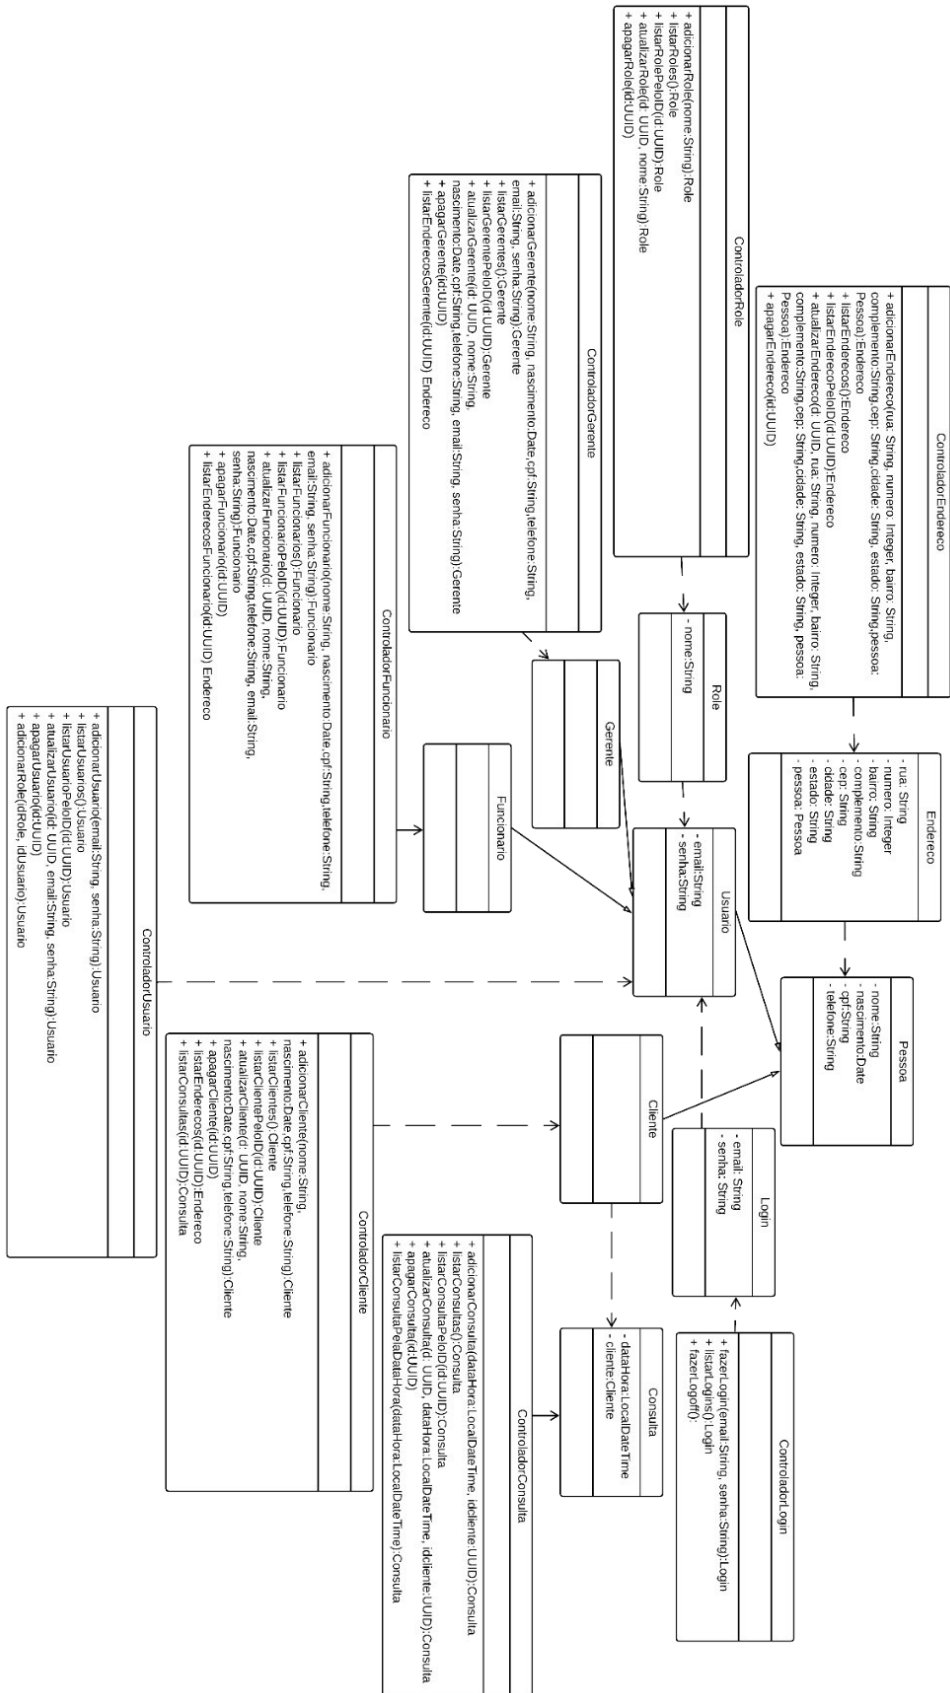 ControladorEndereco
+ adicionarEndereco(rua: String, numero: Integer, bairro: String,
complemento:String,cep: String,cidade: String, estado: String,pessoa:
Pessoa):Endereco
+ listarEnderecos():Endereco
+ listarEnderecoPeloID(id:UUID):Endereco
+ atualizarEndereco(d: UUID, rua: String, numero: Integer, bairro: String,
complemento:String,cep: String,cidade: String, estado: String, pessoa:
Pessoa):Endereco
+ apagarEndereco(id:UUID)
Endereco
- rua: String
- numero: Integer
- bairro: String
- complemento:String
- cep: String
- cidade: String
- estado: String
- pessoa: Pessoa
Pessoa
- nome:String
- nascimento:Date
- cpf:String
- telefone:String
ControladorRole
+ adicionarRole(nome:String):Role
+ listarRoles():Role
+ listarRolePeloID(id:UUID):Role
+ atualizarRole(id: UUID, nome:String):Role
+ apagarRole(id:UUID)
Role
- nome:String
Usuario
- email:String
- senha:String
Login
- email: String
- senha: String
ControladorLogin
+ fazerLogin(email:String, senha:String):Login
+ listarLogins():Login
+ fazerLogoff():
ControladorGerente
+ adicionarGerente(nome:String, nascimento:Date,cpf:String,telefone:String,
email:String, senha:String):Gerente
+ listarGerentes():Gerente
+ listarGerentePeloID(id:UUID):Gerente
+ atualizarGerente(id: UUID, nome:String,
nascimento:Date,cpf:String,telefone:String, email:String, senha:String):Gerente
+ apagarGerente(id:UUID)
+ listarEnderecosGerente(id:UUID) Endereco
Gerente
Cliente
Consulta
- dataHora:LocalDateTime
- cliente:Cliente
ControladorFuncionario
+ adicionarFuncionario(nome:String, nascimento:Date,cpf:String,telefone:String,
email:String, senha:String):Funcionario
+ listarFuncionarios():Funcionario
+ listarFuncionarioPeloID(id:UUID):Funcionario
+ atualizarFuncionario(d: UUID, nome:String,
nascimento:Date,cpf:String,telefone:String, email:String,
senha:String):Funcionario
+ apagarFuncionario(id:UUID)
+ listarEnderecosFuncionario(id:UUID) Endereco
Funcionario
ControladorConsulta
+ adicionarConsulta(dataHora:LocalDateTime, idcliente:UUID):Consulta
+ listarConsultas():Consulta
+ listarConsultaPeloID(id:UUID):Consulta
+ atualizarConsulta(d: UUID, dataHora:LocalDateTime, idcliente:UUID):Consulta
+ apagarConsulta(id:UUID)
+ listarConsultaPelaDataHora(dataHora:LocalDateTime):Consulta
ControladorCliente
+ adicionarCliente(nome:String,
nascimento:Date,cpf:String,telefone:String):Cliente
+ listarClientes():Cliente
+ listarClientePeloID(id:UUID):Cliente
+ atualizarCliente(d: UUID, nome:String,
nascimento:Date,cpf:String,telefone:String):Cliente
+ apagarCliente(id:UUID)
+ listarEnderecos(id:UUID):Endereco
+ listarConsultas(id:UUID):Consulta
ControladorUsuario
+ adicionarUsuario(email:String, senha:String):Usuario
+ listarUsuarios():Usuario
+ listarUsuarioPeloID(id:UUID):Usuario
+ atualizarUsuario(id: UUID, email:String, senha:String):Usuario
+ apagarUsuario(id:UUID)
+ adicionarRole(idRole, idUsuario):Usuario